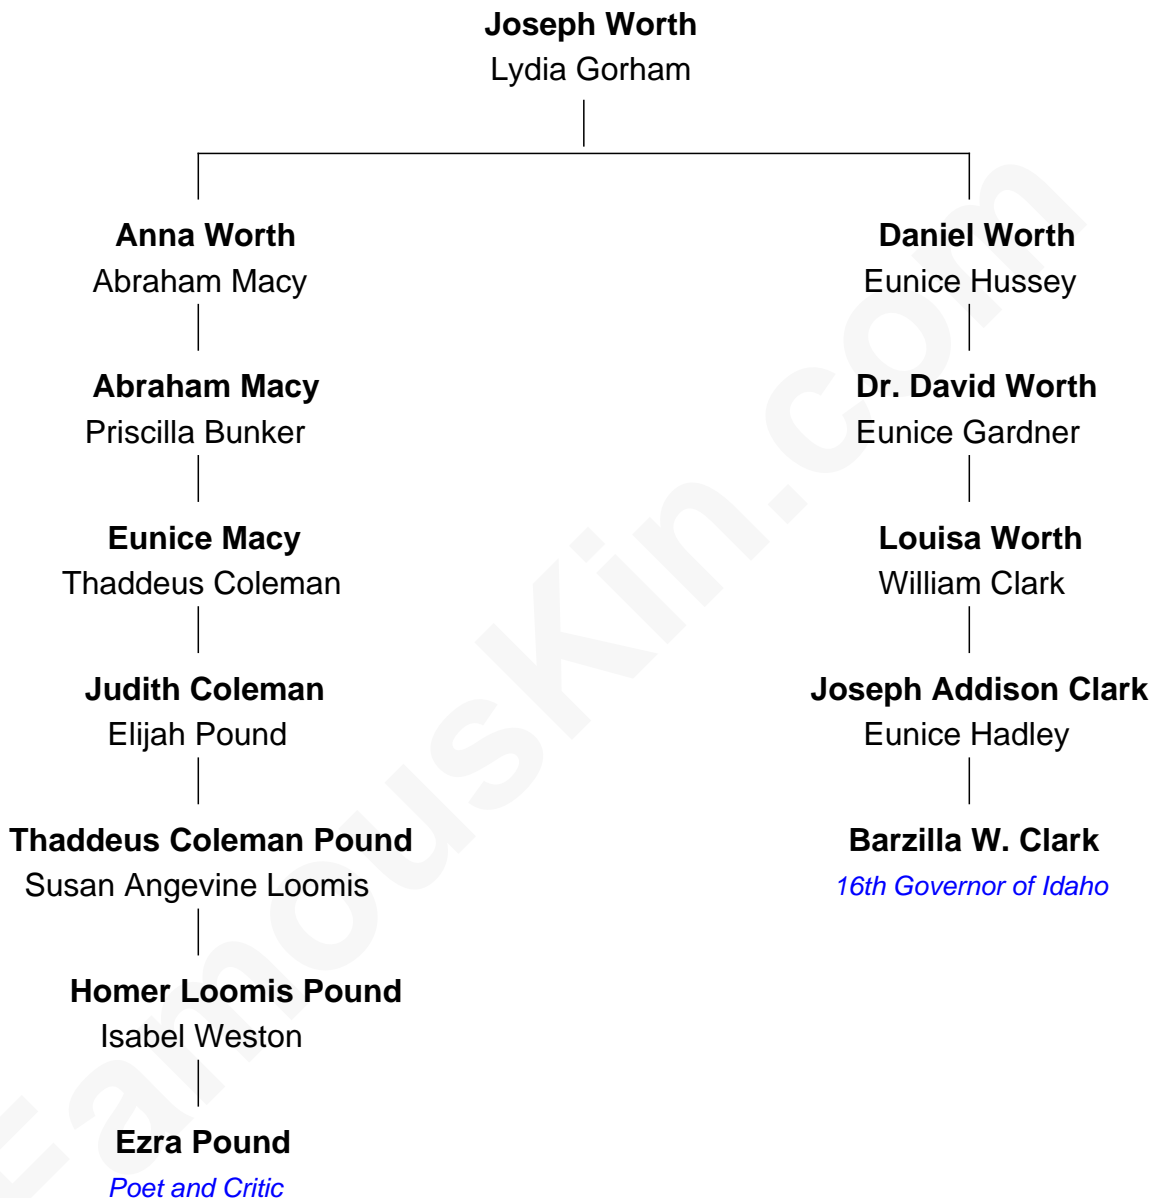 Joseph Worth
Lydia Gorham
Anna Worth
Abraham Macy
Daniel Worth
Eunice Hussey
Abraham Macy
Priscilla Bunker
Dr. David Worth
Eunice Gardner
Eunice Macy
Thaddeus Coleman
Louisa Worth
William Clark
Judith Coleman
Elijah Pound
Joseph Addison Clark
Eunice Hadley
Thaddeus Coleman Pound
Susan Angevine Loomis
Barzilla W. Clark
16th Governor of Idaho
Homer Loomis Pound
Isabel Weston
Ezra Pound
Poet and Critic
FamousKin.com